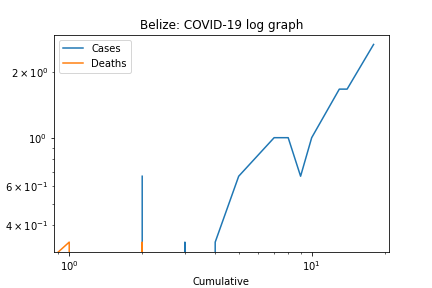 Belize: COVID-19 log graph
Cases
Deaths
2 × 10⁰
10⁰
6 × 10⁻¹
4 × 10⁻¹
10⁰
10¹
Cumulative